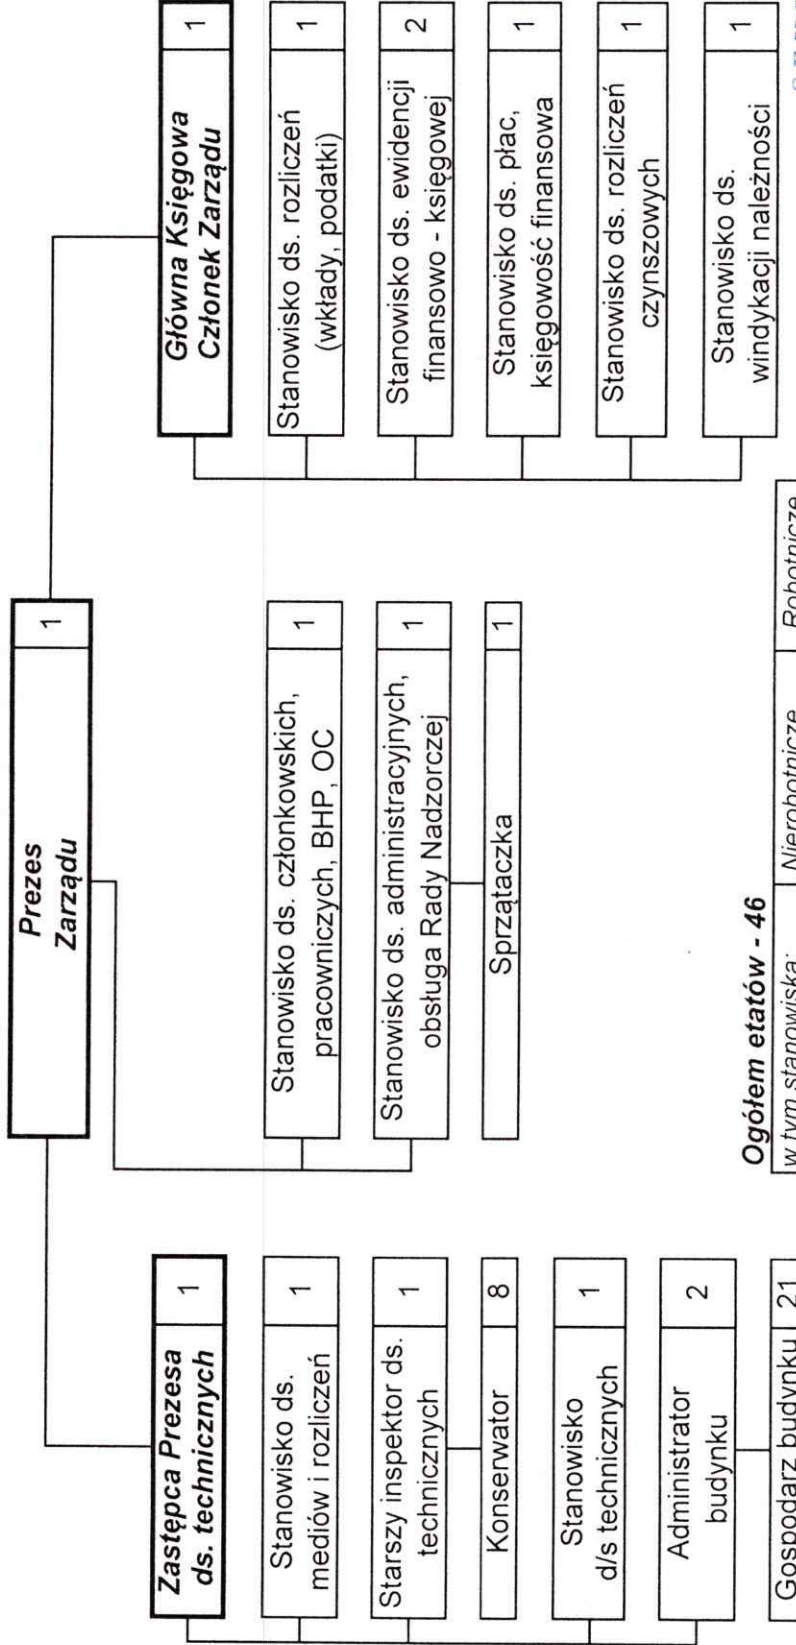 Prezes
Zarządu
1
Zastępca Prezesa
ds. technicznych
1
Stanowisko ds.
mediów i rozliczeń
1
Starszy inspektor ds.
technicznych
1
Konserwator
8
Stanowisko
d/s technicznych
1
Administrator
budynku
2
Gospodarz budynku
21
Stanowisko ds. członkowskich,
pracowniczych, BHP, OC
1
Stanowisko ds. administracyjnych,
obsługa Rady Nadzorczej
1
Sprzątaczka
1
Główna Księgowa
Członek Zarządu
1
Stanowisko ds. rozliczeń
(wkłady, podatki)
1
Stanowisko ds. ewidencji
finansowo - księgowej
2
Stanowisko ds. płac,
księgowość finansowa
1
Stanowisko ds. rozliczeń
czynszowych
1
Stanowisko ds.
windykacji należności
1
Ogółem etatów - 46
w tym stanowiska:
Nierobotnicze
Robotnicze